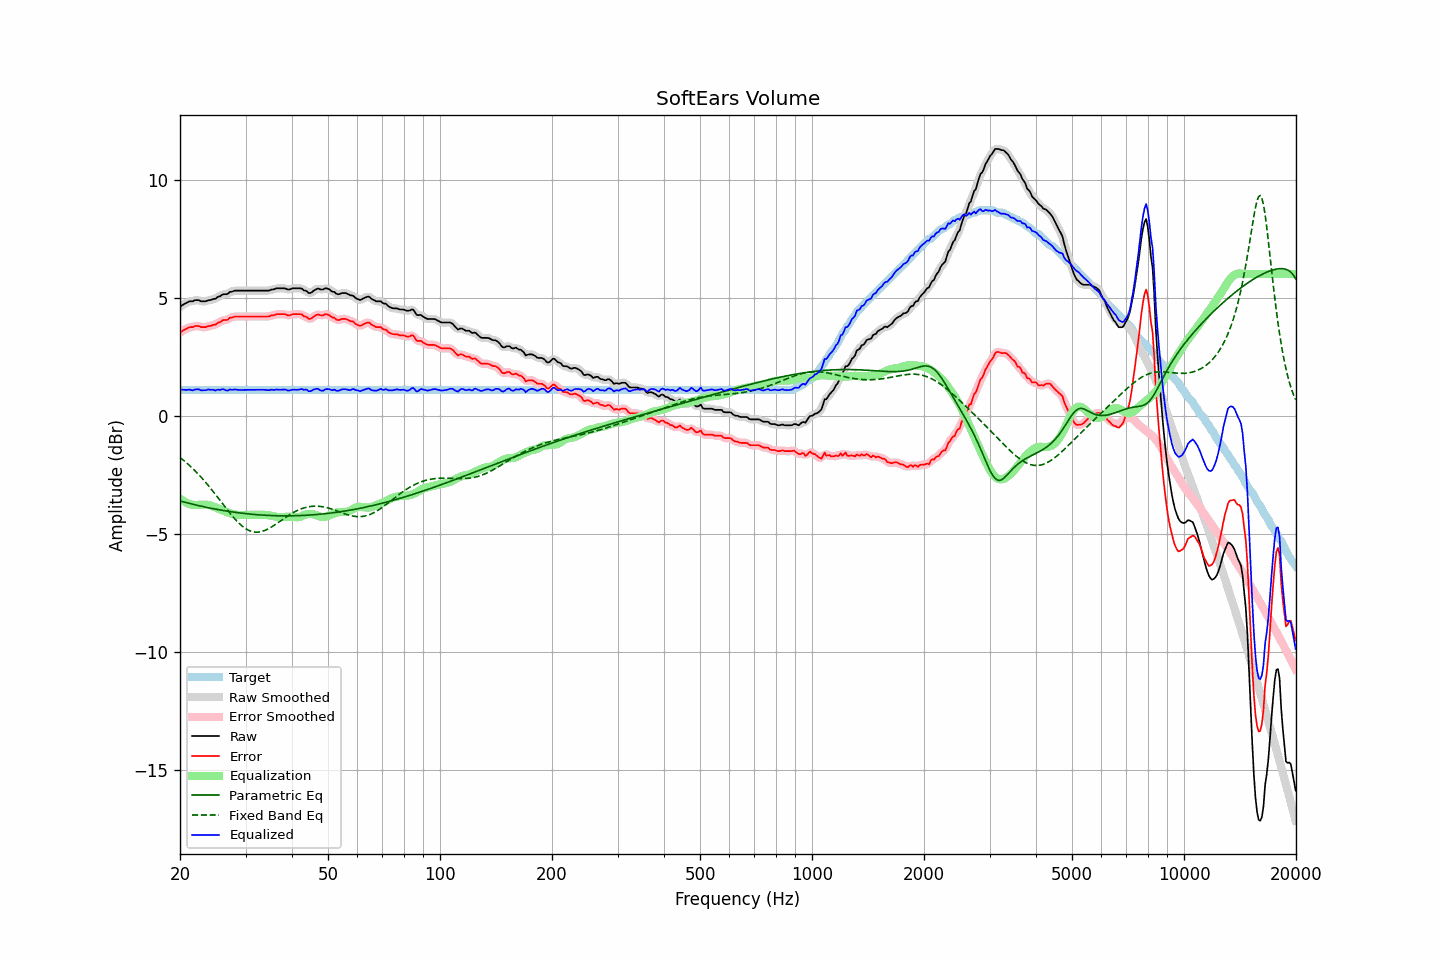 SoftEars Volume
Amplitude (dBr)
10
5
0
−5
−10
−15
Target
Raw Smoothed
Error Smoothed
Raw
Error
Equalization
Parametric Eq
Fixed Band Eq
Equalized
20 50 100 200 500 1000 2000 5000 10000 20000
Frequency (Hz)